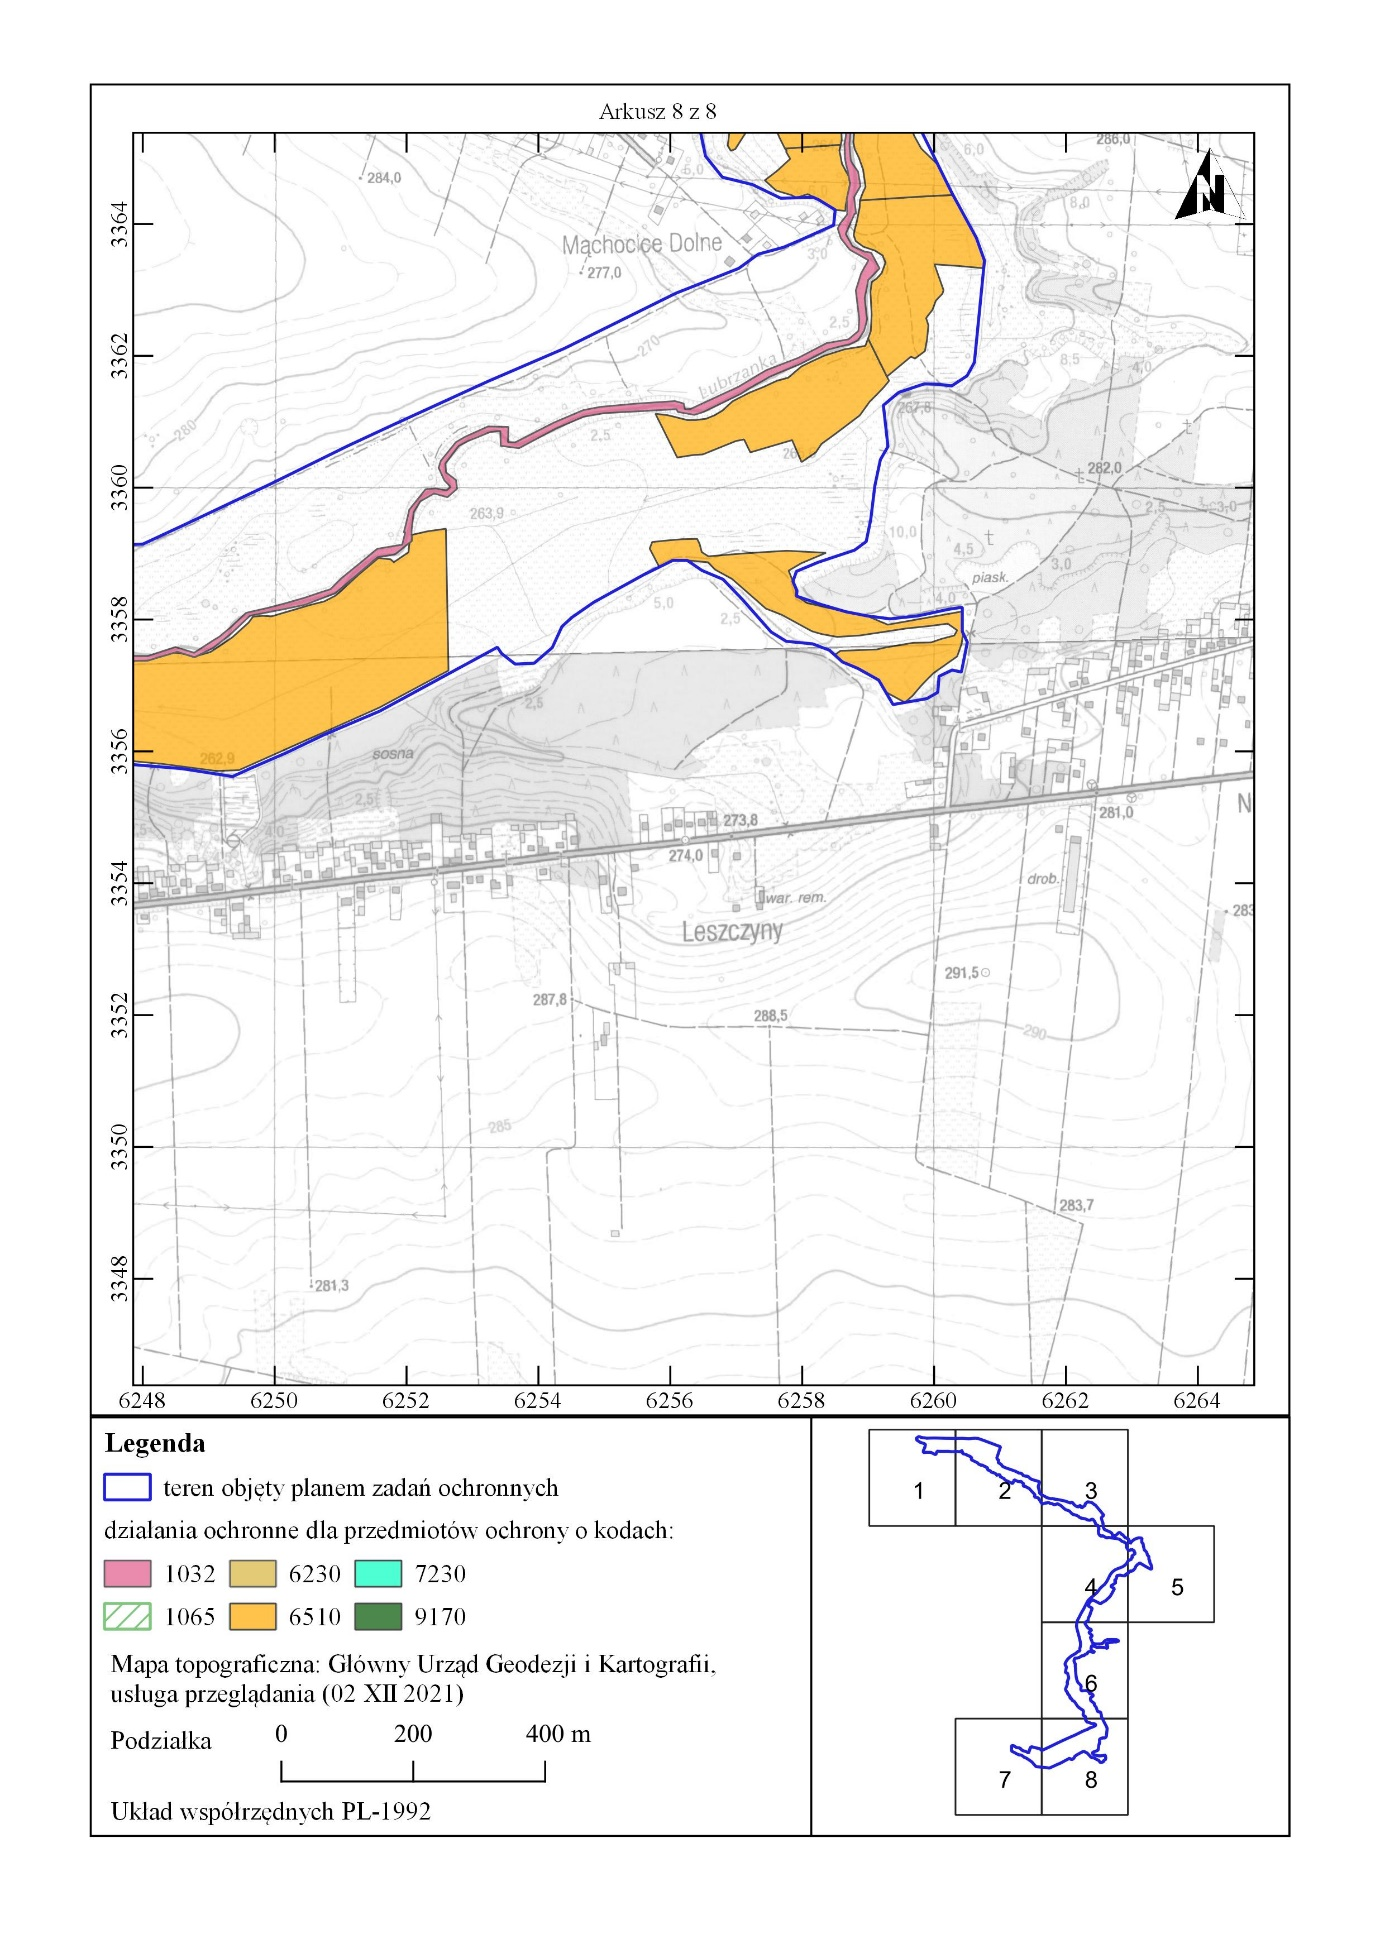 Arkusz 8 z 8
286,0
6,0
284,0
5,0
8,0
N
3364
Machocice Dolne
3,0
277,0
2,5
270
3362
8,5
4,0
Lubrzanka
267,8
280
2,5
282,0
3360
263,9
2,5
3,0
10,0
4,5
3,0
piask.
4,0
3358
5,0
2,5
2,5
3356
262,9
sosna
2,5
4,0
273,8
281,0
N
274,0
3354
drob.
war. rem.
283
Leszczyny
291,5
287,8
3352
288,5
290
285
3350
283,7
3348
281,3
6248 6250 6252 6254 6256 6258 6260 6262 6264
Legenda
teren objęty planem zadań ochronnych
działania ochronne dla przedmiotów ochrony o kodach:
1032 6230 7230
1065 6510 9170
Mapa topograficzna: Główny Urząd Geodezji i Kartografii,
usługa przeglądania (02 XII 2021)
Podziałka 0 200 400 m
Układ współrzędnych PL-1992
1 2 3
4 5
6
7 8